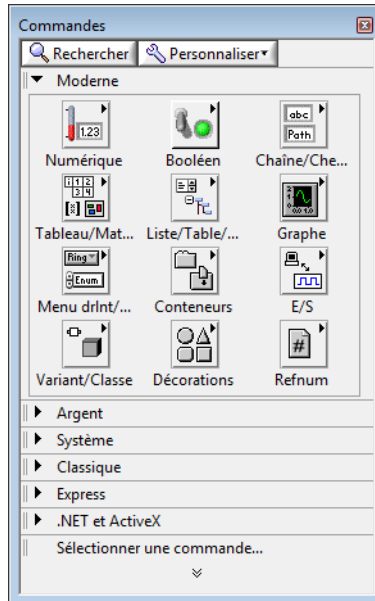 Commandes
Rechercher Personnaliser
Moderne
1.23 abc Path
Numérique Booléen Chaîne/Che...
Tableau/Mat... Liste/Table/... Graphe
Ring Enum
Menu drlnt/... Conteneurs E/S
#
Variant/Classe Décorations Refnum
Argent
Système
Classique
Express
.NET et ActiveX
Sélectionner une commande...